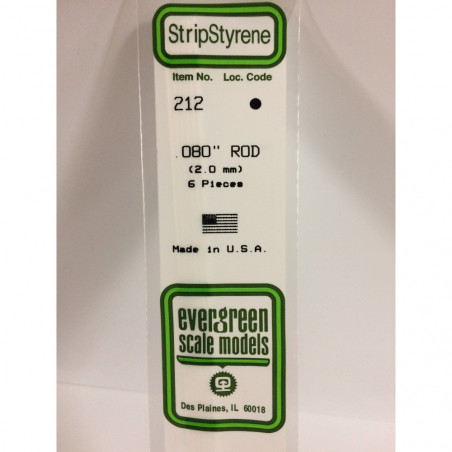 StripStyrene
Item No. Loc. Code
212 ●
.080" ROD
(2.0 mm)
6 Pieces
Made in U.S.A.
evergreen
scale models
Des Plaines, IL 60018